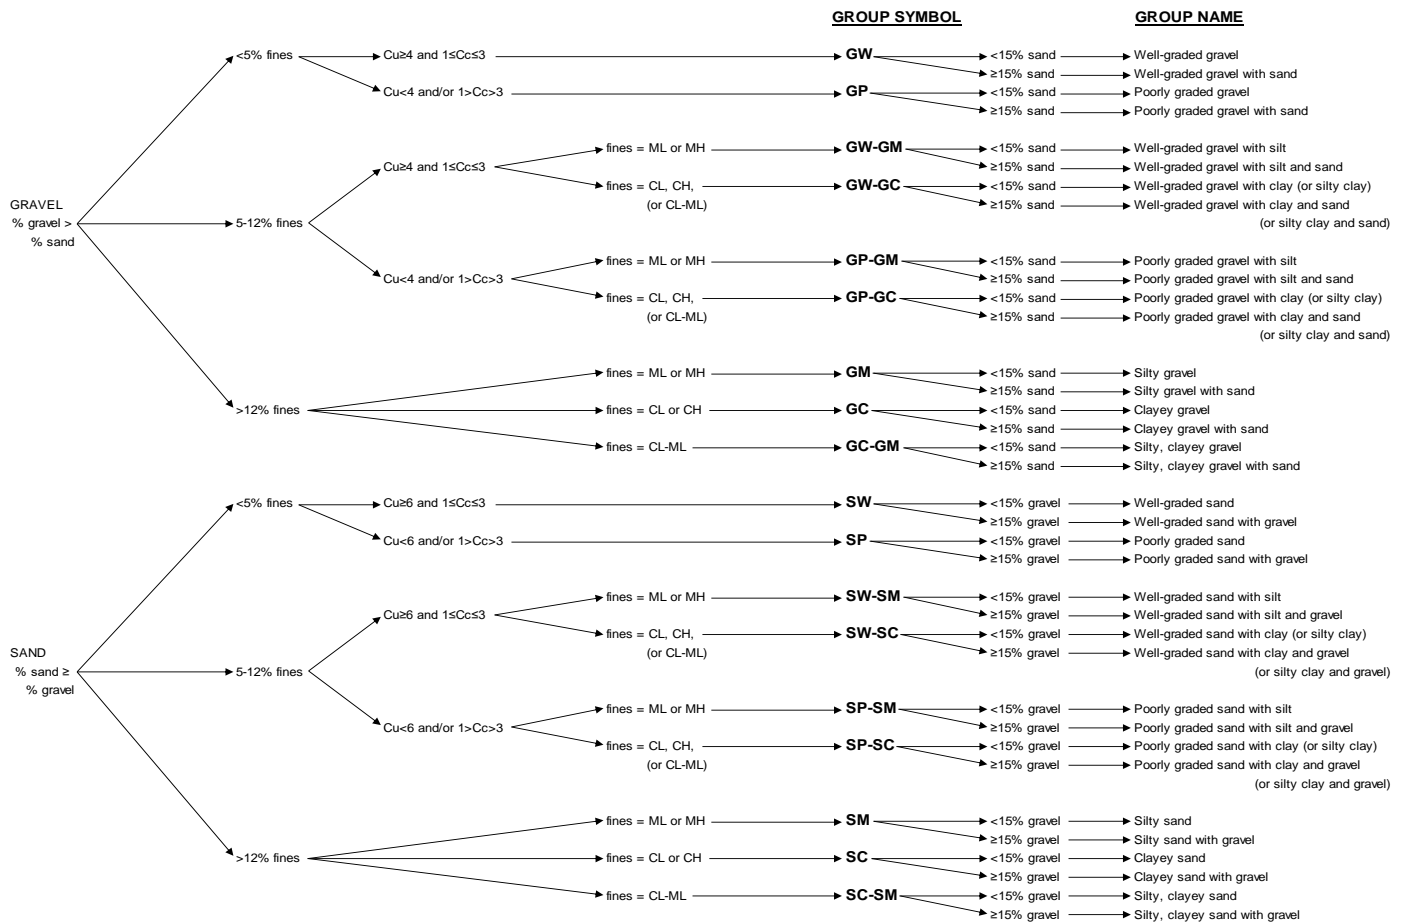 GROUP SYMBOL GROUP NAME
<5% fines Cu≥4 and 1≤Cc≤3 GW <15% sand Well-graded gravel
≥15% sand Well-graded gravel with sand
Cu<4 and/or 1>Cc>3 GP <15% sand Poorly graded gravel
≥15% sand Poorly graded gravel with sand
fines = ML or MH GW-GM <15% sand Well-graded gravel with silt
Cu≥4 and 1≤Cc≤3 ≥15% sand Well-graded gravel with silt and sand
fines = CL, CH, GW-GC <15% sand Well-graded gravel with clay (or silty clay)
GRAVEL (or CL-ML) ≥15% sand Well-graded gravel with clay and sand
% gravel > 5-12% fines (or silty clay and sand)
% sand
fines = ML or MH GP-GM <15% sand Poorly graded gravel with silt
Cu<4 and/or 1>Cc>3 ≥15% sand Poorly graded gravel with silt and sand
fines = CL, CH, GP-GC <15% sand Poorly graded gravel with clay (or silty clay)
(or CL-ML) ≥15% sand Poorly graded gravel with clay and sand
(or silty clay and sand)
fines = ML or MH GM <15% sand Silty gravel
≥15% sand Silty gravel with sand
>12% fines fines = CL or CH GC <15% sand Clayey gravel
≥15% sand Clayey gravel with sand
fines = CL-ML GC-GM <15% sand Silty, clayey gravel
≥15% sand Silty, clayey gravel with sand
<5% fines Cu≥6 and 1≤Cc≤3 SW <15% gravel Well-graded sand
≥15% gravel Well-graded sand with gravel
Cu<6 and/or 1>Cc>3 SP <15% gravel Poorly graded sand
≥15% gravel Poorly graded sand with gravel
fines = ML or MH SW-SM <15% gravel Well-graded sand with silt
Cu≥6 and 1≤Cc≤3 ≥15% gravel Well-graded sand with silt and gravel
fines = CL, CH, SW-SC <15% gravel Well-graded sand with clay (or silty clay)
SAND (or CL-ML) ≥15% gravel Well-graded sand with clay and gravel
% sand ≥ 5-12% fines (or silty clay and gravel)
% gravel
fines = ML or MH SP-SM <15% gravel Poorly graded sand with silt
Cu<6 and/or 1>Cc>3 ≥15% gravel Poorly graded sand with silt and gravel
fines = CL, CH, SP-SC <15% gravel Poorly graded sand with clay (or silty clay)
(or CL-ML) ≥15% gravel Poorly graded sand with clay and gravel
(or silty clay and gravel)
fines = ML or MH SM <15% gravel Silty sand
≥15% gravel Silty sand with gravel
>12% fines fines = CL or CH SC <15% gravel Clayey sand
≥15% gravel Clayey sand with gravel
fines = CL-ML SC-SM <15% gravel Silty, clayey sand
≥15% gravel Silty, clayey sand with gravel